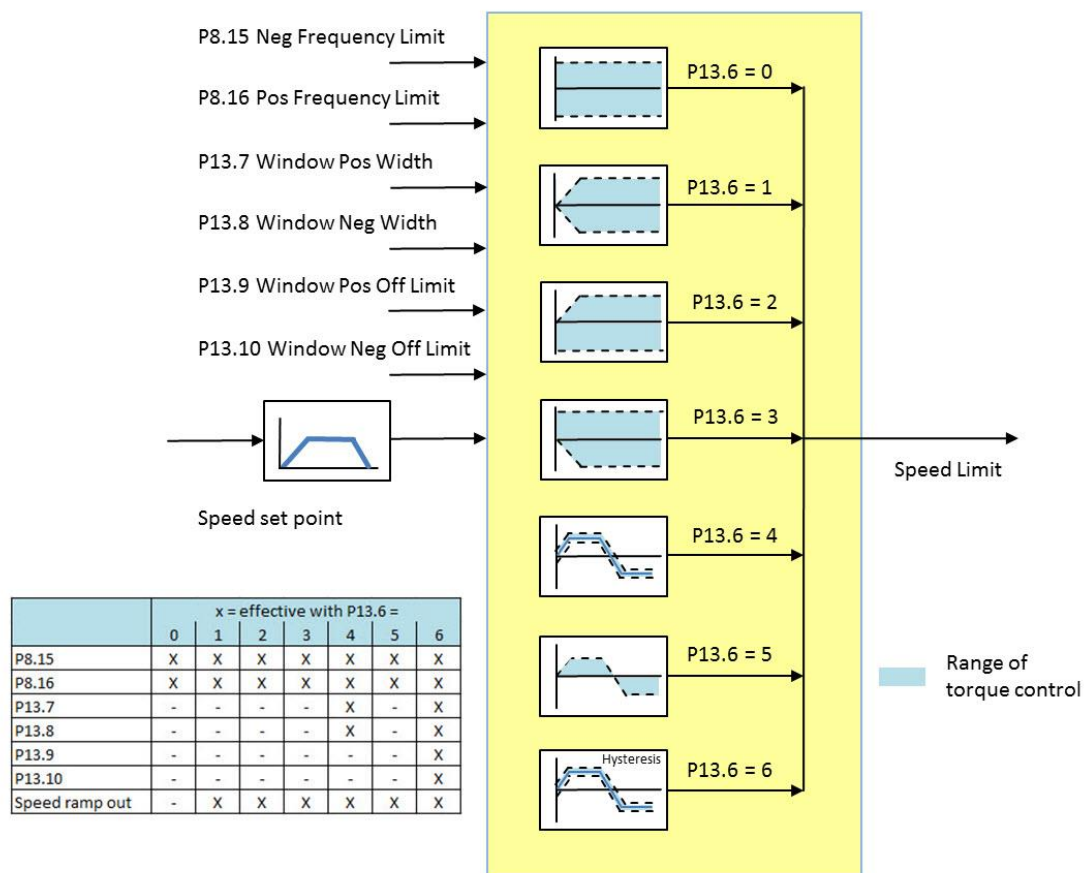 P8.15 Neg Frequency Limit
P8.16 Pos Frequency Limit
P13.7 Window Pos Width
P13.8 Window Neg Width
P13.9 Window Pos Off Limit
P13.10 Window Neg Off Limit
Speed set point
P13.6 = 0
P13.6 = 1
P13.6 = 2
P13.6 = 3
P13.6 = 4
P13.6 = 5
Hysteresis
P13.6 = 6
Speed Limit
Range of
torque control
x = effective with P13.6 =
0 1 2 3 4 5 6
P8.15 X X X X X X X
P8.16 X X X X X X X
P13.7 - - - - X - X
P13.8 - - - - X - X
P13.9 - - - - - - X
P13.10 - - - - - - X
Speed ramp out - X X X X X X